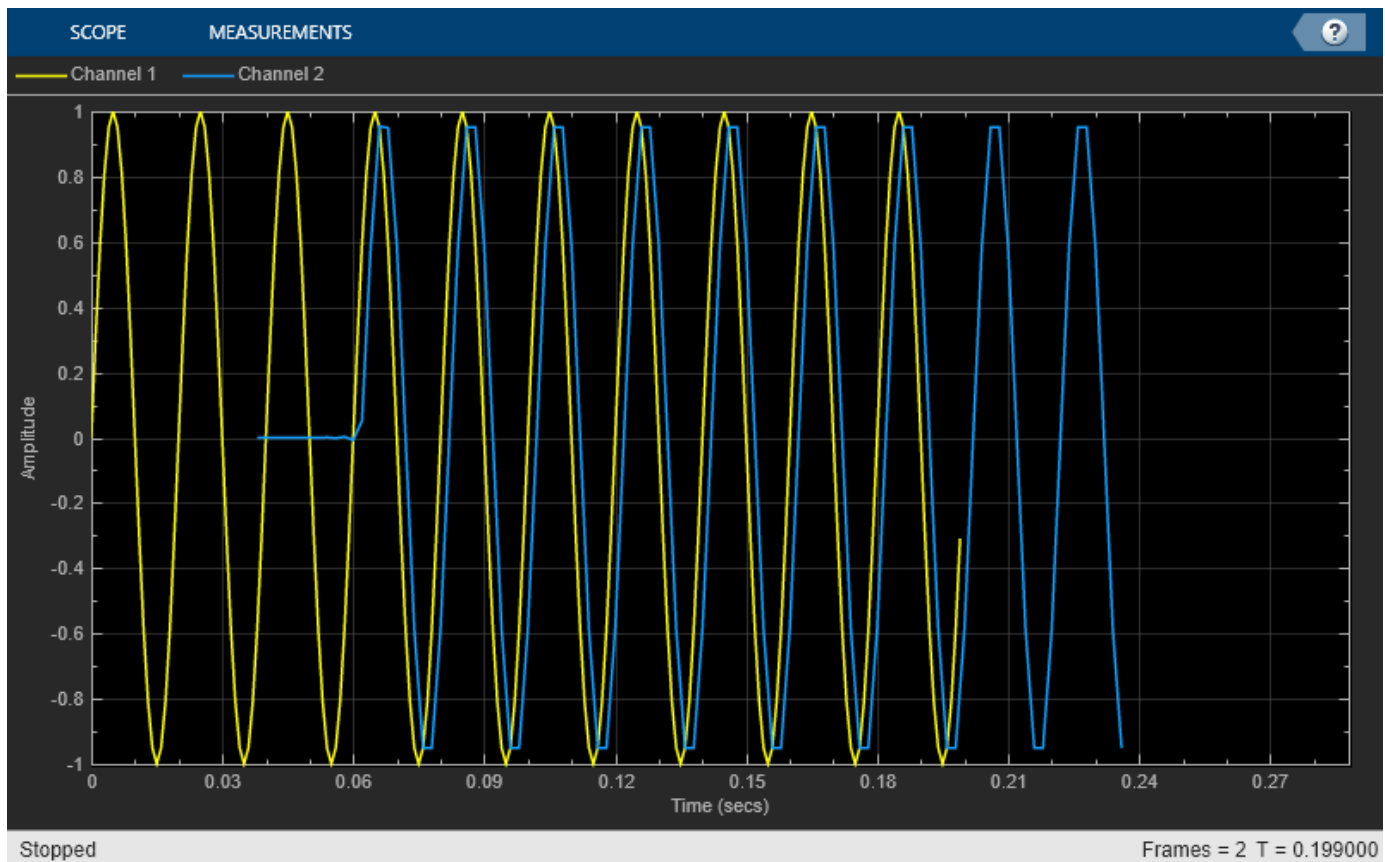 SCOPE MEASUREMENTS ?
Channel 1 Channel 2
1
0.8
0.6
0.4
0.2
0
-0.2
-0.4
-0.6
-0.8
-1
Amplitude
0 0.03 0.06 0.09 0.12 0.15 0.18 0.21 0.24 0.27
Time (secs)
Stopped Frames = 2 T = 0.199000